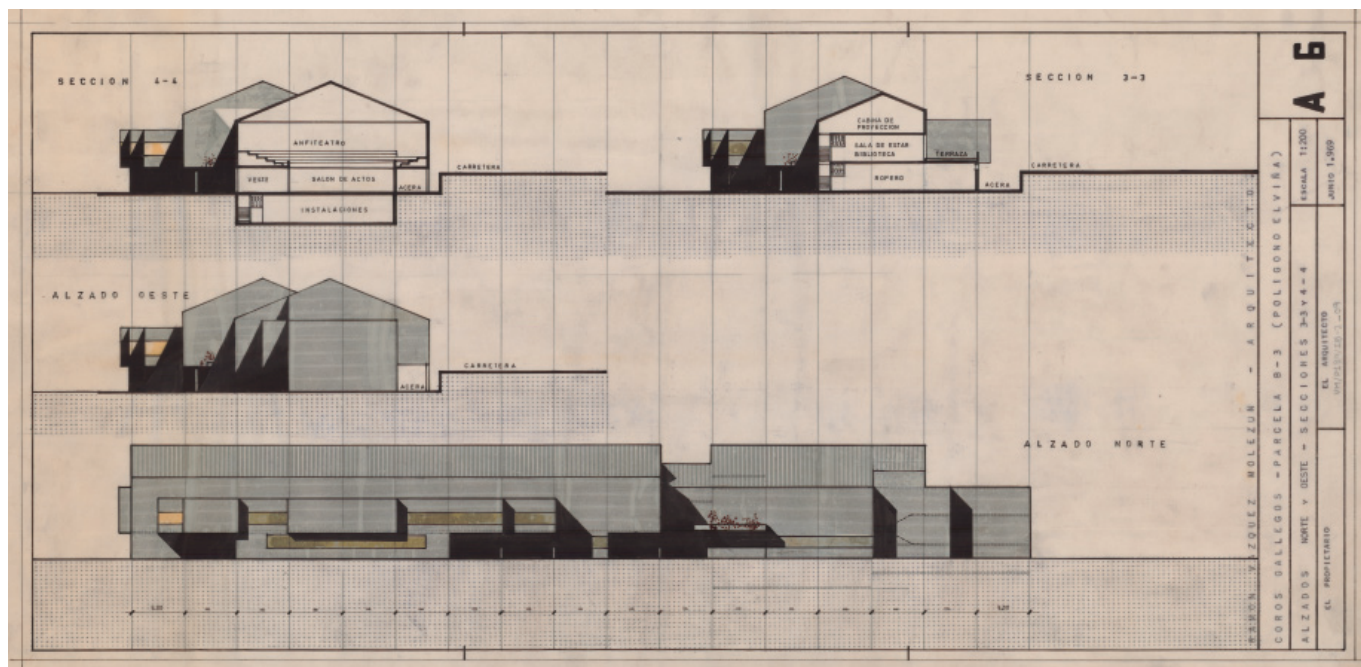 SECCION 4-4
ANFITEATRO
VESTB
SALON DE ACTOS
INSTALACIONES
ACERA
CARRETERA
SECCION 3-3
CABINA DE
PROYECCION
SALA DE ESTAR
BIBLIOTECA
TERRAZA
ROPERO
ACERA
CARRETERA
ALZADO OESTE
ACERA
CARRETERA
ALZADO NORTE
RAMON VAZQUEZ MOLEZUN - ARQUITECTO
COROS GALLEGOS - PARCELA 8-3 (POLIGONO ELVIÑA)
ALZADOS NORTE Y OESTE - SECCIONES 3-3 Y 4-4
ESCALA 1:200
JUNIO 1.969
EL ARQUITECTO
EL PROPIETARIO
A 6